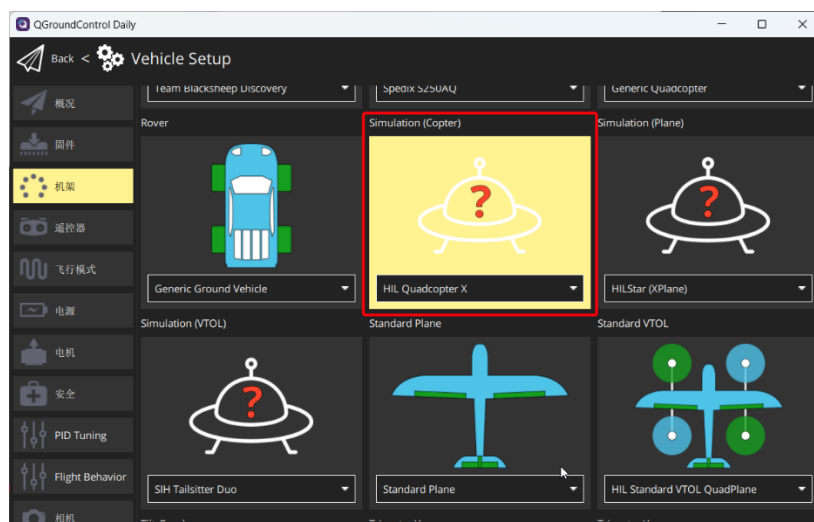 QGroundControl Daily
Back < Vehicle Setup
概况
固件
机架
遥控器
飞行模式
电源
电机
安全
PID Tuning
Flight Behavior
相机
Team Blacksheep Discovery
Spedix S250AQ
Generic Quadcopter
Rover
Simulation (Copter)
Simulation (Plane)
?
?
Generic Ground Vehicle
HIL Quadcopter X
HILStar (XPlane)
Simulation (VTOL)
Standard Plane
Standard VTOL
?
SIH Tailsitter Duo
Standard Plane
HIL Standard VTOL QuadPlane